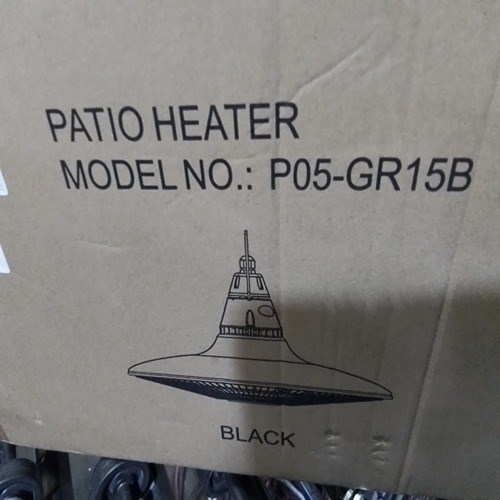 PATIO HEATER
MODEL NO.: P05-GR15B
BLACK